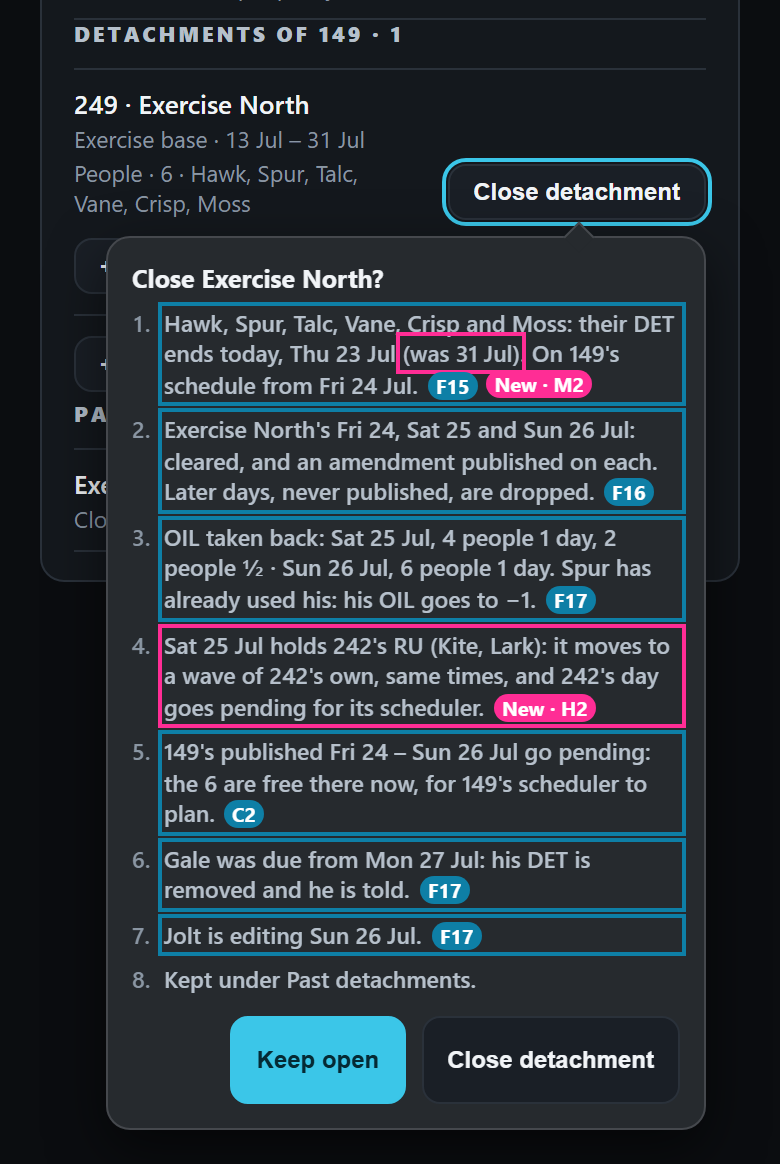 DETACHMENTS OF 149 · 1
249 · Exercise North
Exercise base · 13 Jul – 31 Jul
People · 6 · Hawk, Spur, Talc,
Vane, Crisp, Moss
Close detachment
Close Exercise North?
1. Hawk, Spur, Talc, Vane, Crisp and Moss: their DET
ends today, Thu 23 Jul (was 31 Jul). On 149's
schedule from Fri 24 Jul. F15 New · M2
2. Exercise North's Fri 24, Sat 25 and Sun 26 Jul:
cleared, and an amendment published on each.
Later days, never published, are dropped. F16
3. OIL taken back: Sat 25 Jul, 4 people 1 day, 2
people ½ · Sun 26 Jul, 6 people 1 day. Spur has
already used his: his OIL goes to −1. F17
4. Sat 25 Jul holds 242's RU (Kite, Lark): it moves to
a wave of 242's own, same times, and 242's day
goes pending for its scheduler. New · H2
5. 149's published Fri 24 – Sun 26 Jul go pending:
the 6 are free there now, for 149's scheduler to
plan. C2
6. Gale was due from Mon 27 Jul: his DET is
removed and he is told. F17
7. Jolt is editing Sun 26 Jul. F17
8. Kept under Past detachments.
Keep open
Close detachment